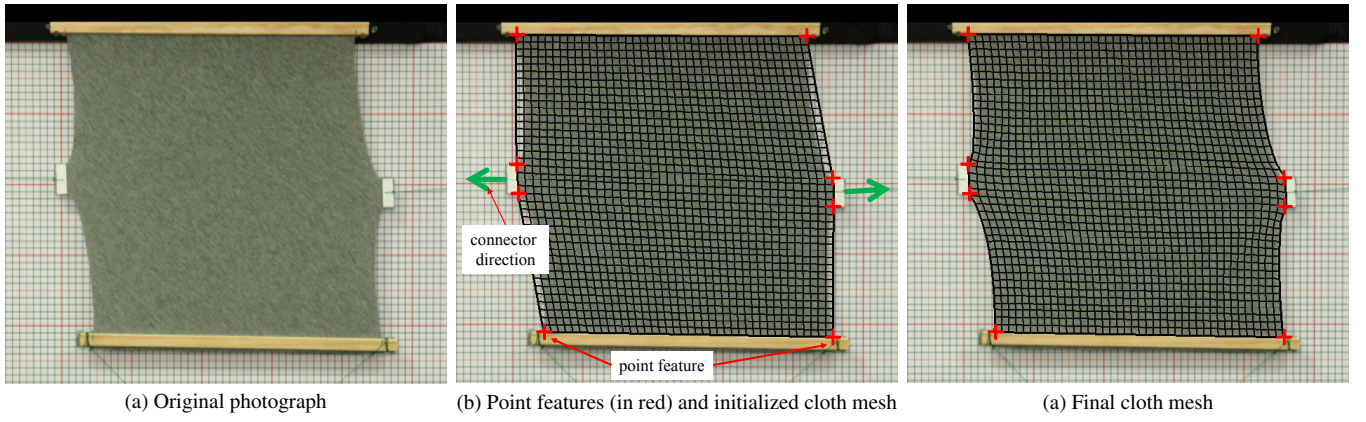 connector
direction
point feature
(a) Original photograph
(b) Point features (in red) and initialized cloth mesh
(a) Final cloth mesh